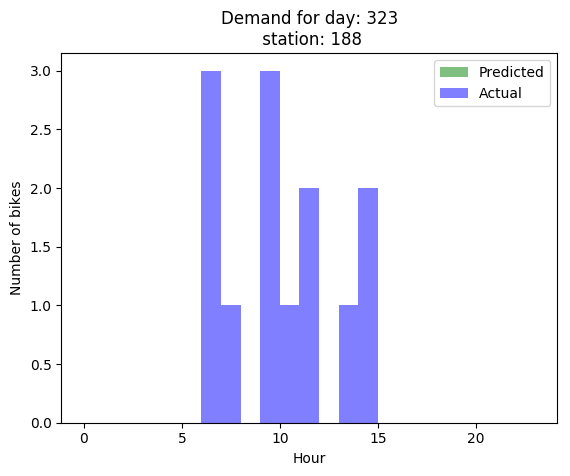 Demand for day: 323
station: 188
Predicted
Actual
Number of bikes
3.0
2.5
2.0
1.5
1.0
0.5
0.0
0 5 10 15 20
Hour